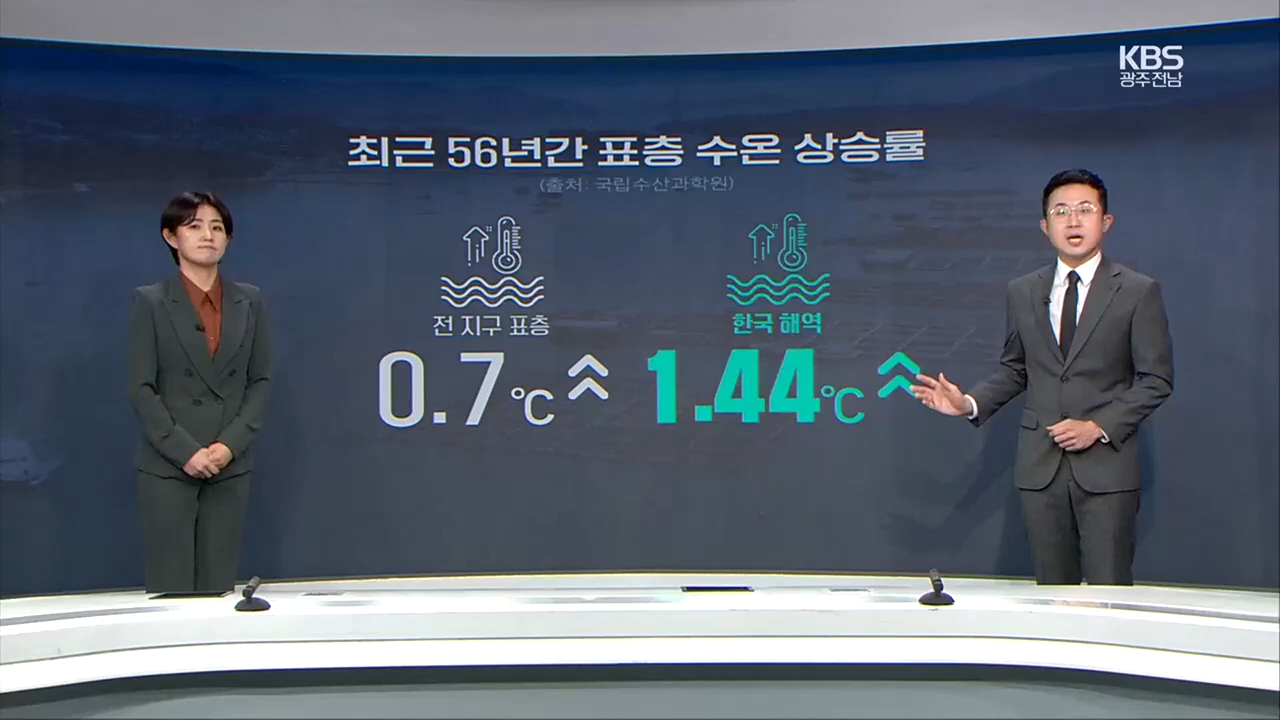 KBS
광주전남
최근 56년간 표층 수온 상승률
(출처: 국립수산과학원)
전 지구 표층
한국 해역
0.7℃
1.44℃